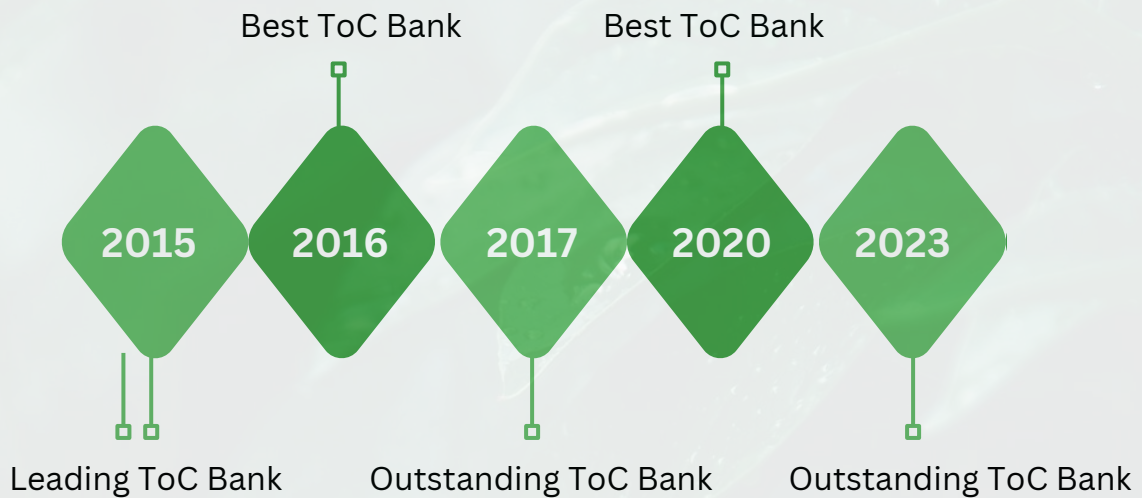 Best ToC Bank
Best ToC Bank
2015
2016
2017
2020
2023
Leading ToC Bank
Outstanding ToC Bank
Outstanding ToC Bank